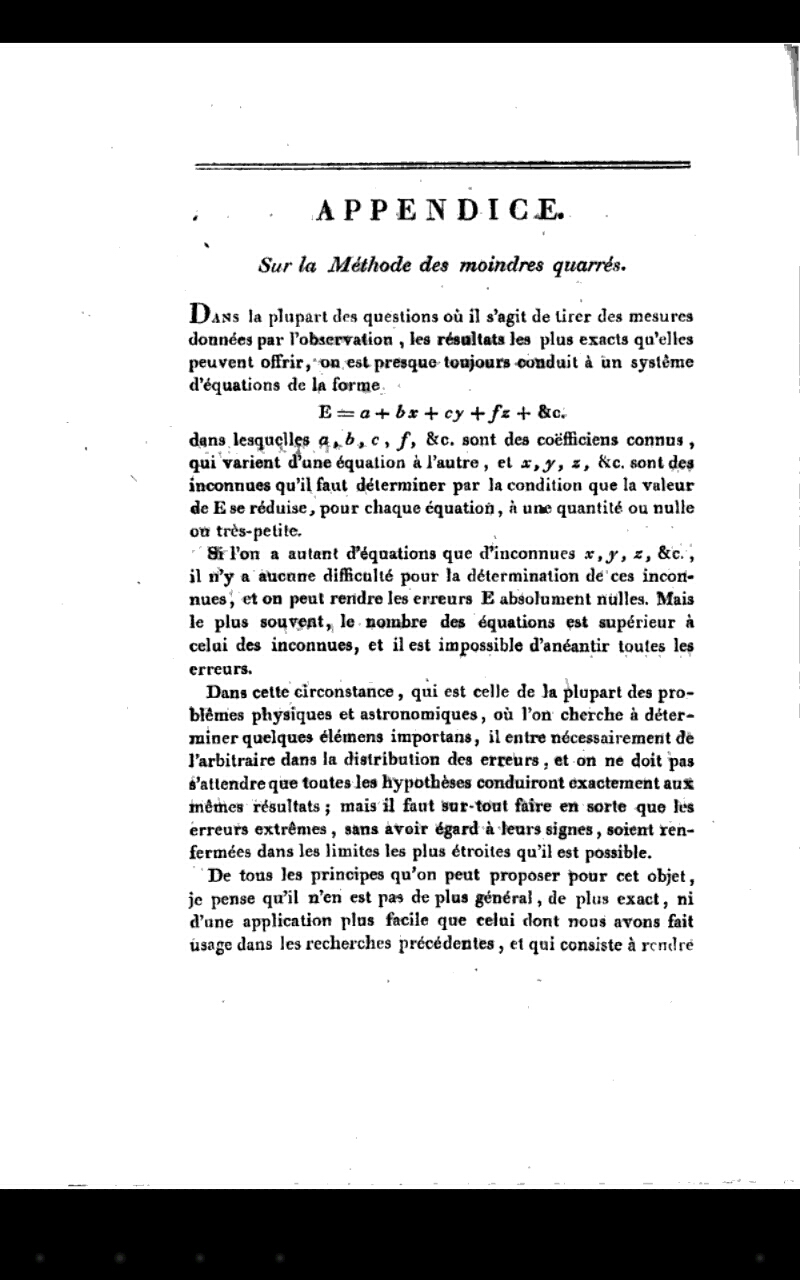 APPENDICE.
Sur la Méthode des moindres quarrés.
DANS la plupart des questions où il s'agit de tirer des mesures
données par l'observation , les résultats les plus exacts qu'elles
peuvent offrir, on est presque toujours conduit à un système
d'équations de la forme
E = a + bx + cy + fz + &c.
dans lesquelles a, b, c, f, &c. sont des coëfficiens connus ,
qui varient d'une équation à l'autre , et x, y, z, &c. sont des
inconnues qu'il faut déterminer par la condition que la valeur
de E se réduise, pour chaque équation, à une quantité ou nulle
ou très-petite.
Si l'on a autant d'équations que d'inconnues x, y, z, &c. ,
il n'y a aucune difficulté pour la détermination de ces incon-
nues, et on peut rendre les erreurs E absolument nulles. Mais
le plus souvent, le nombre des équations est supérieur à
celui des inconnues, et il est impossible d'anéantir toutes les
erreurs.
Dans cette circonstance , qui est celle de la plupart des pro-
blêmes physiques et astronomiques, où l'on cherche à déter-
miner quelques élémens importans, il entre nécessairement de
l'arbitraire dans la distribution des erreurs , et on ne doit pas
s'attendre que toutes les hypothèses conduiront exactement aux
mêmes résultats ; mais il faut sur-tout faire en sorte que les
erreurs extrêmes , sans avoir égard à leurs signes , soient ren-
fermées dans les limites les plus étroites qu'il est possible.
De tous les principes qu'on peut proposer pour cet objet,
je pense qu'il n'en est pas de plus général , de plus exact , ni
d'une application plus facile que celui dont nous avons fait
usage dans les recherches précédentes , et qui consiste à rendre